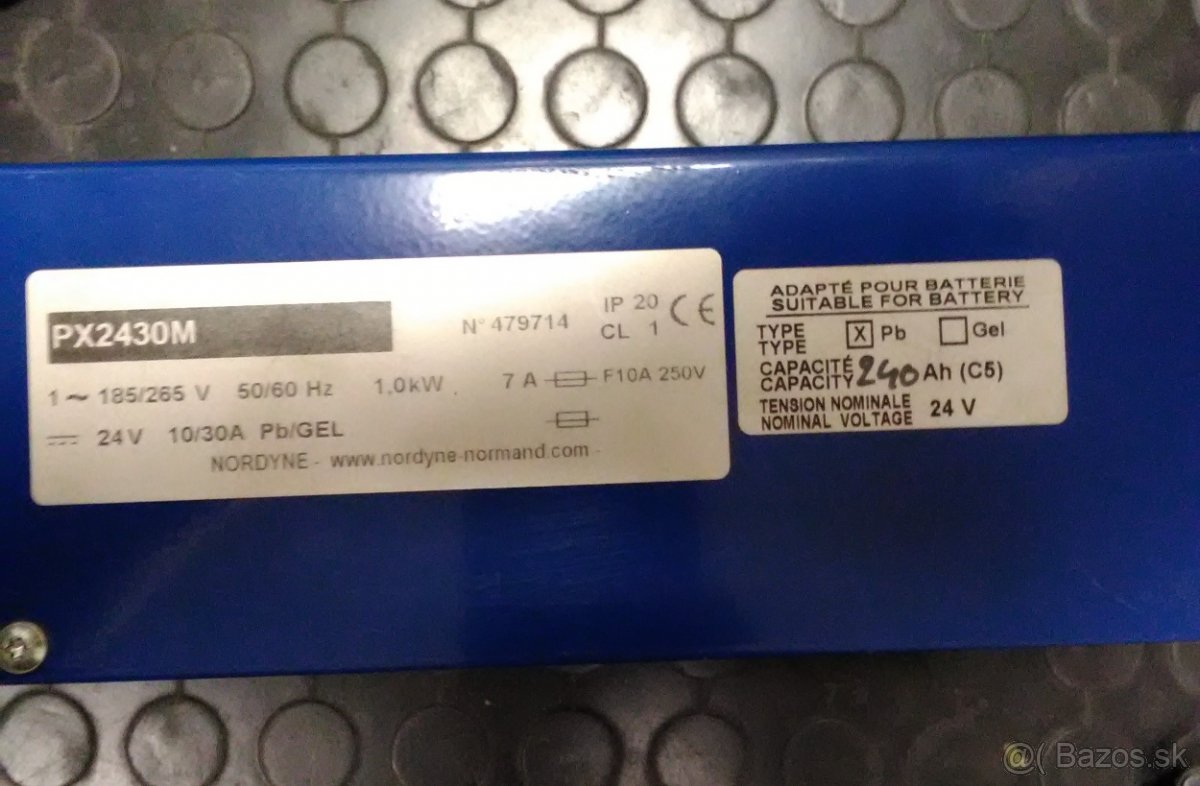 PX2430M
N° 479714
IP 20
CL 1
CE
1 ~ 185/265 V 50/60 Hz 1.0kW 7 A F10A 250V
24V 10/30A Pb/GEL
NORDYNE - www.nordyne-normand.com -
ADAPTÉ POUR BATTERIE
SUITABLE FOR BATTERY
TYPE
TYPE
X Pb Gel
CAPACITÉ
CAPACITY 240 Ah (C5)
TENSION NOMINALE
NOMINAL VOLTAGE 24 V
@( Bazos.sk